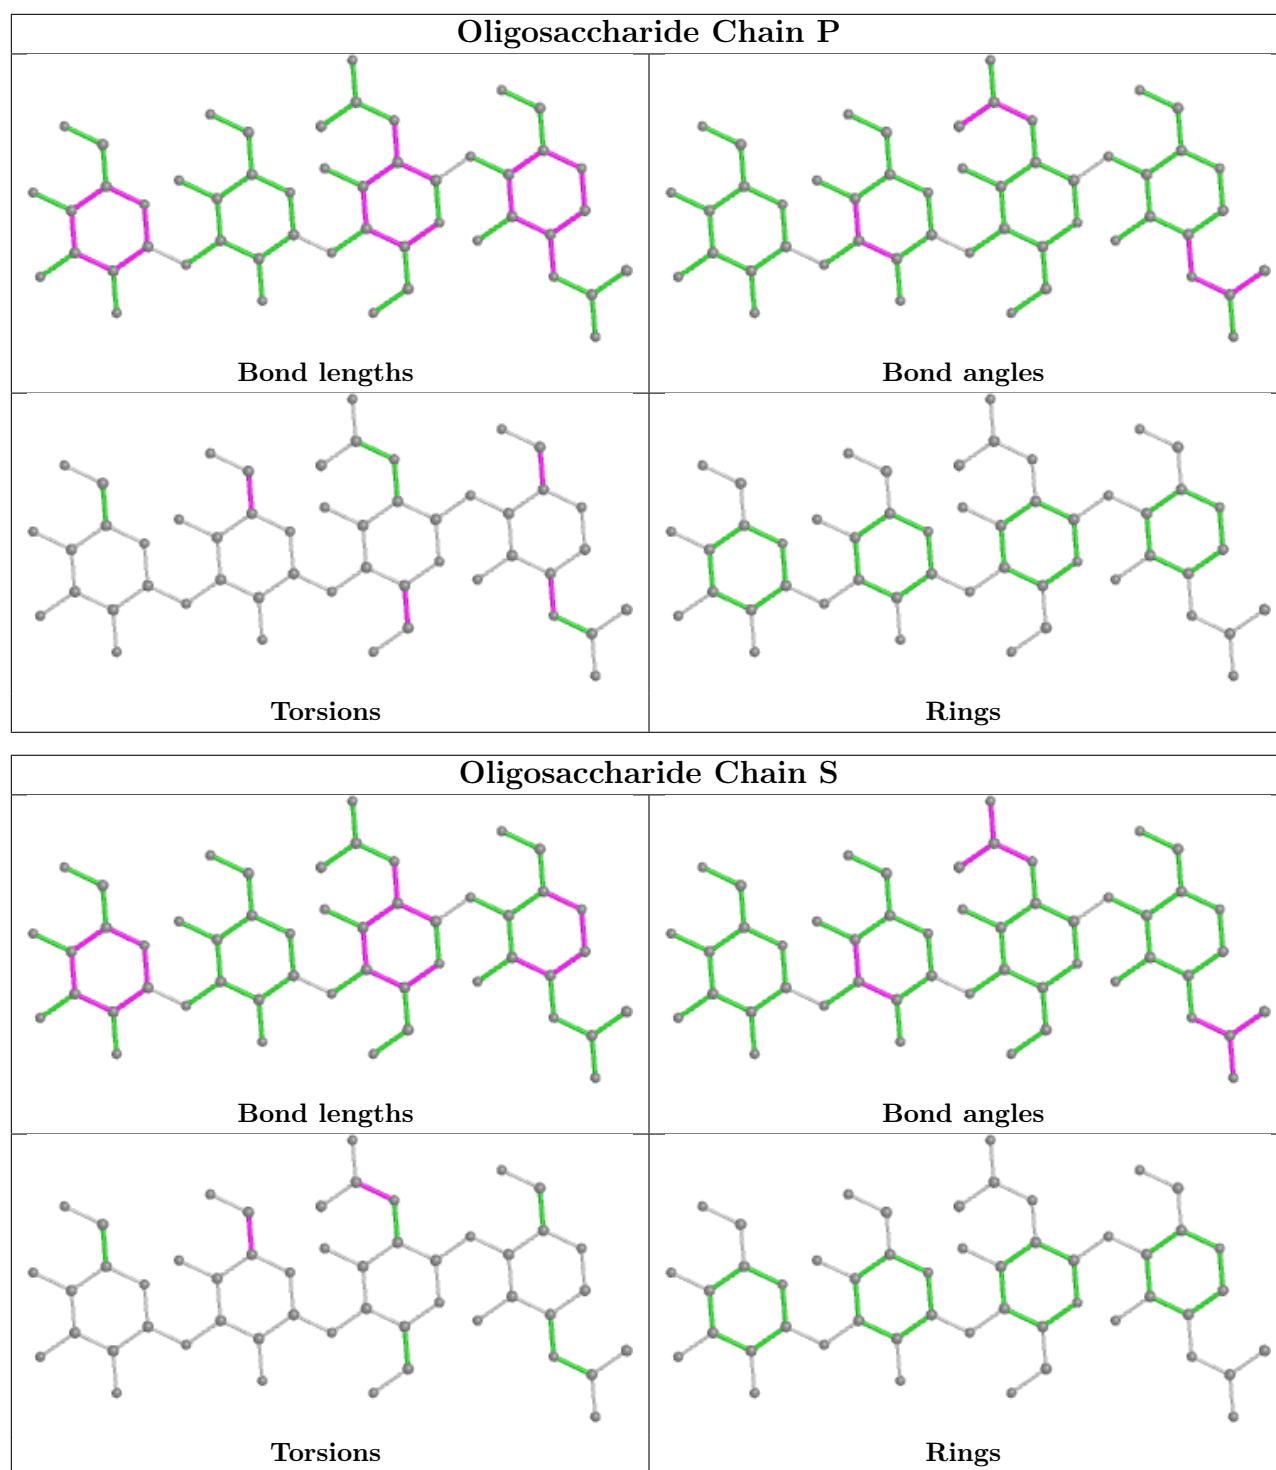 Oligosaccharide Chain P
Bond lengths
Bond angles
Torsions
Rings
Oligosaccharide Chain S
Bond lengths
Bond angles
Torsions
Rings